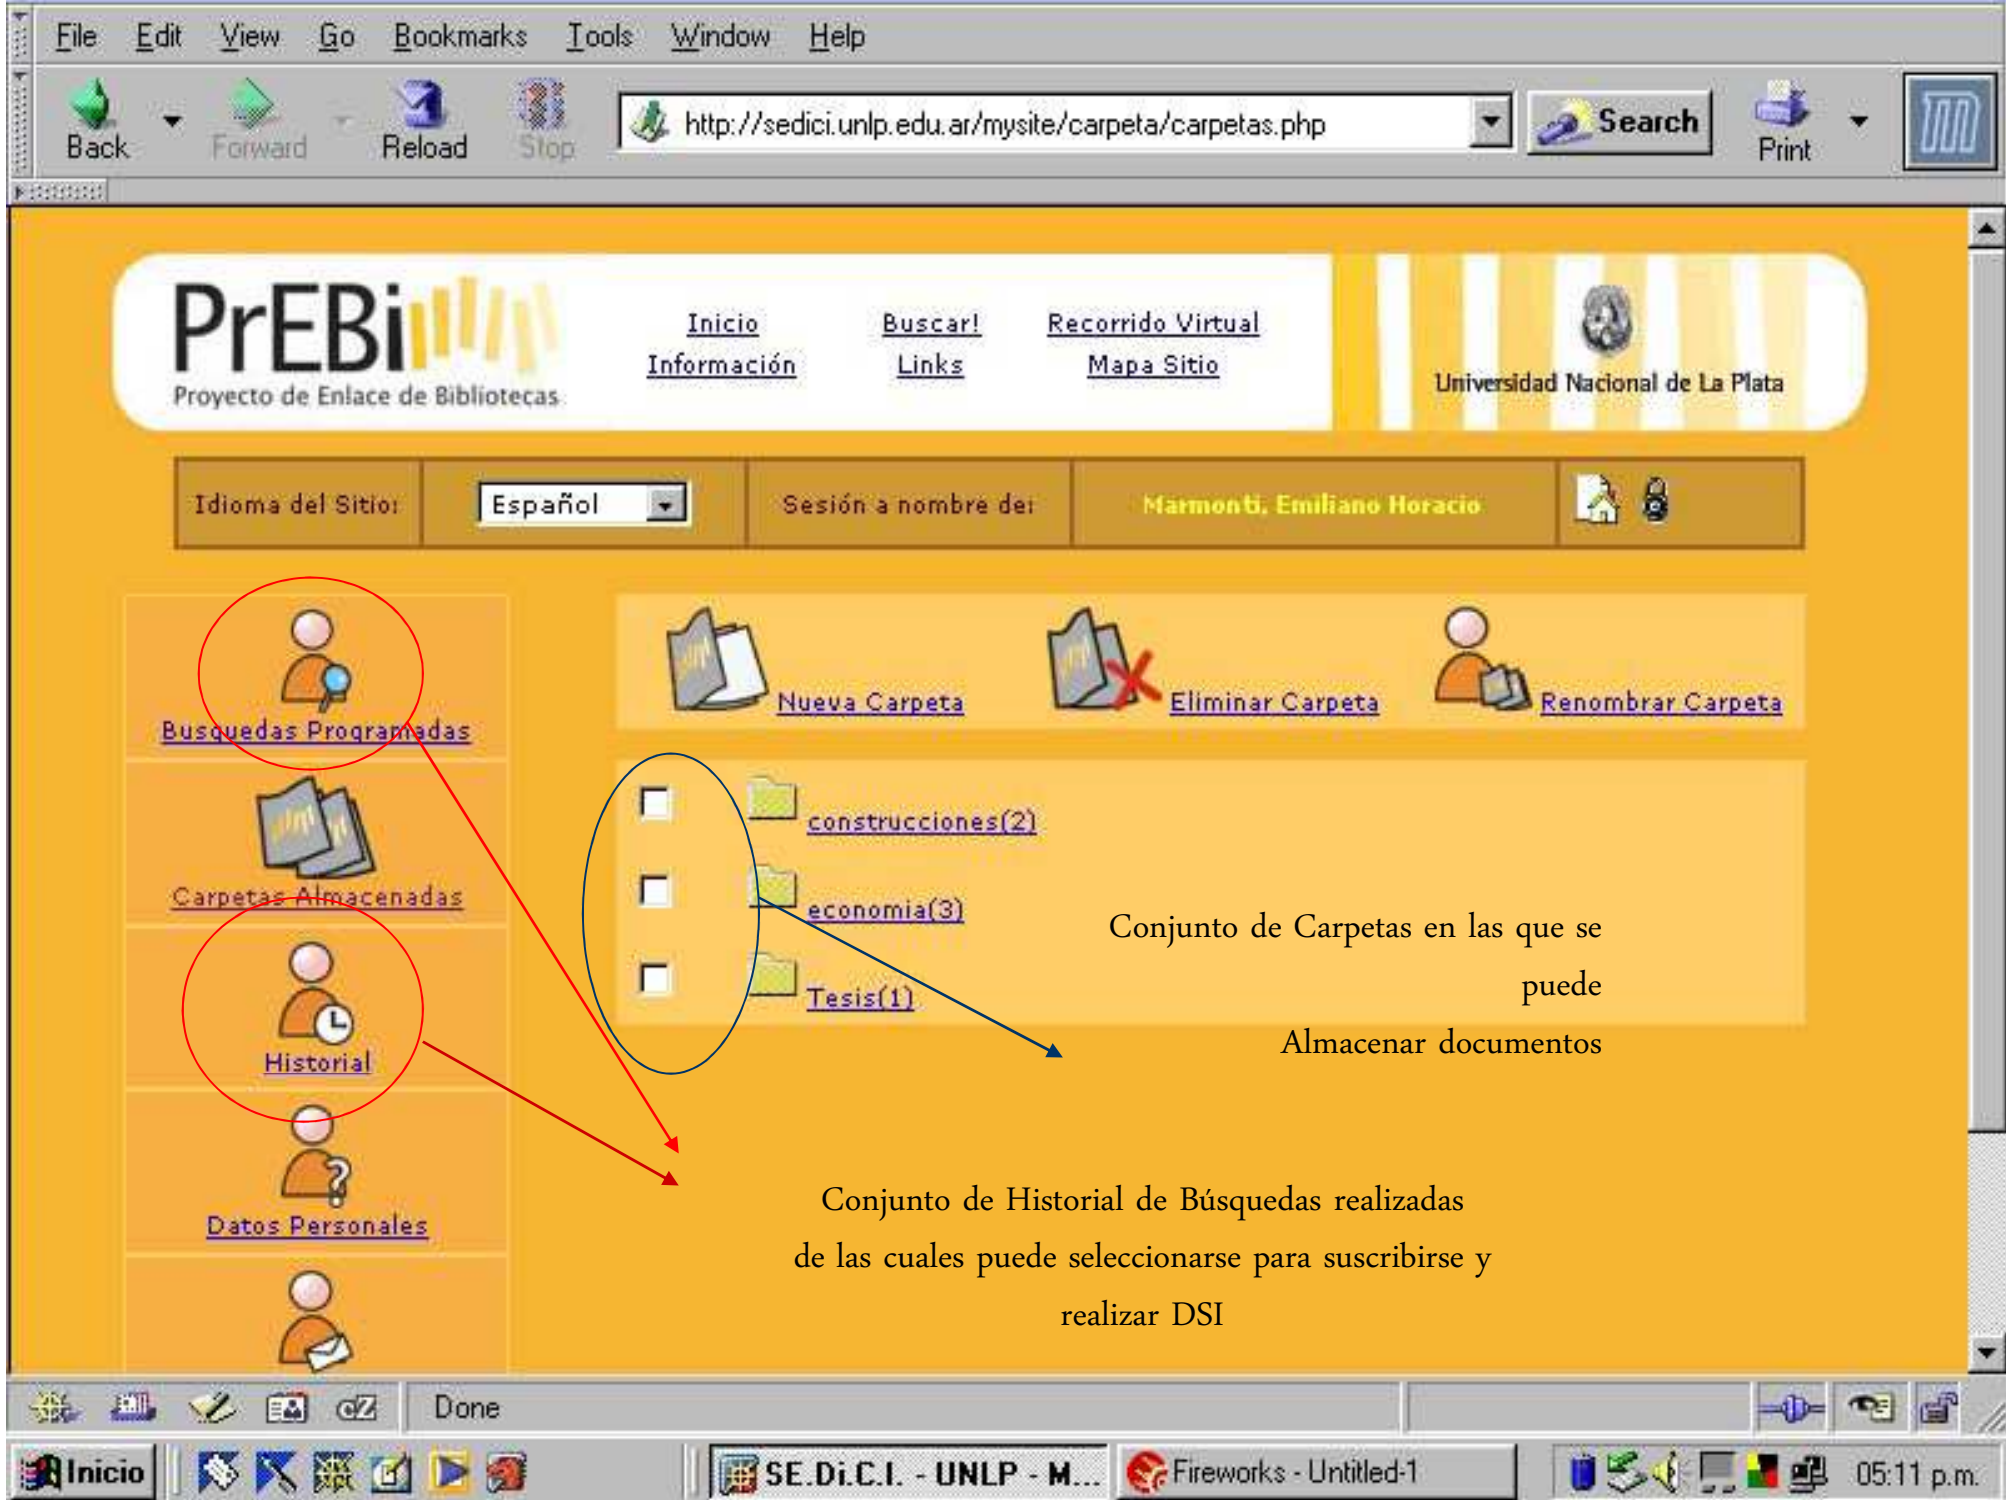 File Edit View Go Bookmarks Tools Window Help
Back Forward Reload Stop http://sedici.unlp.edu.ar/mysite/carpeta/carpetas.php Search Print
PrEBi
Proyecto de Enlace de Bibliotecas
Inicio Buscar! Recorrido Virtual
Información Links Mapa Sitio
Universidad Nacional de La Plata
Idioma del Sitio: Español Sesión a nombre de: Marmonti, Emiliano Horacio
Busquedas Programadas
Carpetas Almacenadas
Historial
Datos Personales
Nueva Carpeta Eliminar Carpeta Renombrar Carpeta
construcciones(2)
economia(3)
Tesis(1)
Conjunto de Carpetas en las que se
puede
Almacenar documentos
Conjunto de Historial de Búsquedas realizadas
de las cuales puede seleccionarse para suscribirse y
realizar DSI
Done
Inicio SE.Di.C.I. - UNLP - M... Fireworks - Untitled-1 05:11 p.m.